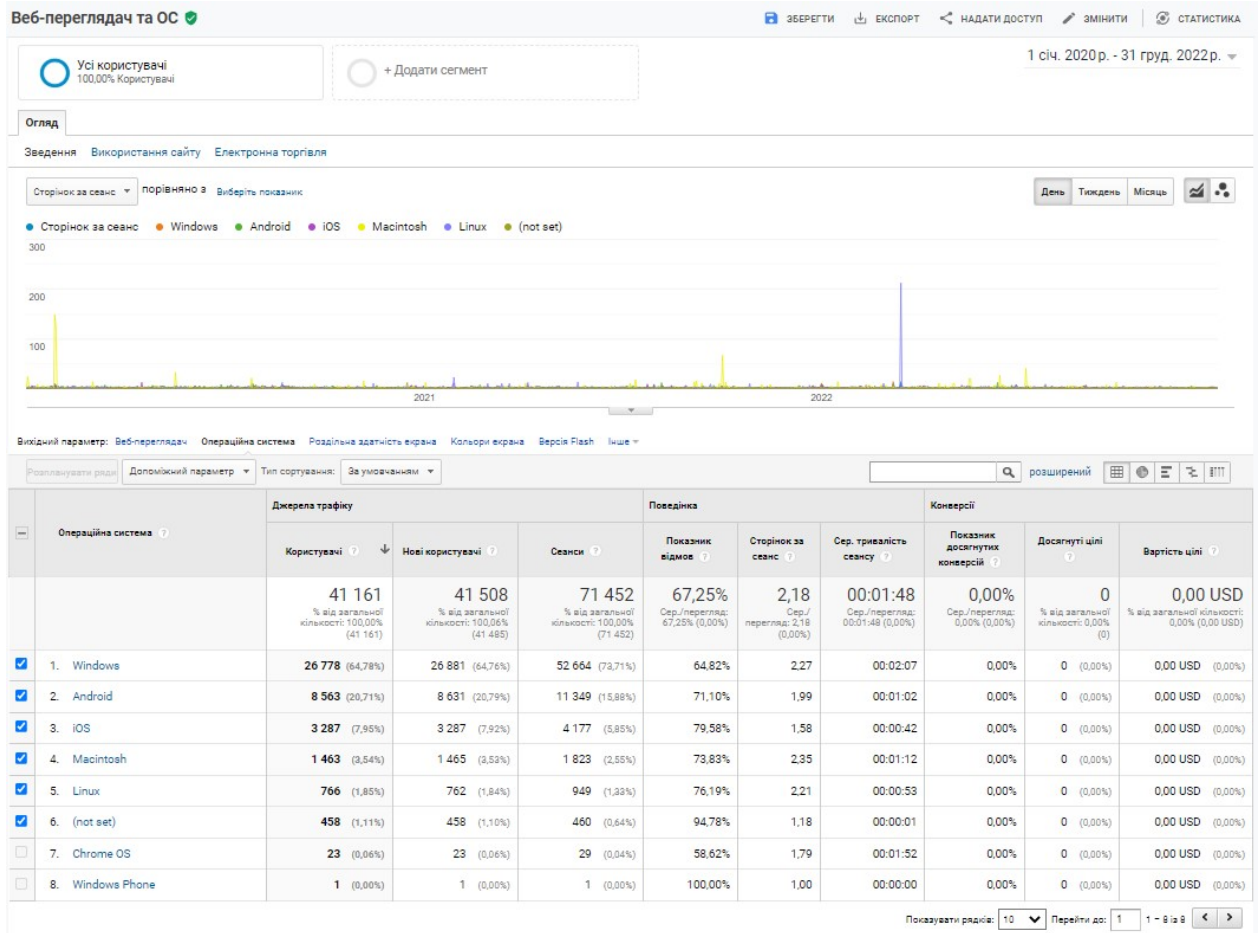 Веб-переглядач та ОС
ЗБЕРЕГТИ ЕКСПОРТ НАДАТИ ДОСТУП ЗМІНИТИ СТАТИСТИКА
Усі користувачі
100,00% Користувачі
+ Додати сегмент
1 січ. 2020 р. - 31 груд. 2022 р.
Огляд
Зведення Використання сайту Електронна торгівля
Сторінок за сеанс порівняно з Виберіть показник
День Тиждень Місяць
Сторінок за сеанс Windows Android iOS Macintosh Linux (not set)
300
200
100
2021 2022
Вихідний параметр: Веб-переглядач Операційна система Роздільна здатність екрана Кольори екрана Версія Flash Інше
Розпланувати ряди Допоміжний параметр Тип сортування: За умовчанням розширений
Операційна система ?
Джерела трафіку Поведінка Конверсії
Користувачі ? Нові користувачі ? Сеанси ? Показник відмов ? Сторінок за сеанс ? Сер. тривалість сеансу ? Показник досягнутих конверсій ? Досягнуті цілі ? Вартість цілі ?
41 161 41 508 71 452 67,25% 2,18 00:01:48 0,00% 0 0,00 USD
% від загальної кількості: 100,00% (41 161) % від загальної кількості: 100,06% (41 485) % від загальної кількості: 100,00% (71 452) Сер./перегляд: 67,25% (0,00%) Сер./перегляд: 2,18 (0,00%) Сер./перегляд: 00:01:48 (0,00%) Сер./перегляд: 0,00% (0,00%) % від загальної кількості: 0,00% (0) % від загальної кількості: 0,00% (0,00 USD)
1. Windows 26 778 (64,78%) 26 881 (64,76%) 52 664 (73,71%) 64,82% 2,27 00:02:07 0,00% 0 (0,00%) 0,00 USD (0,00%)
2. Android 8 563 (20,71%) 8 631 (20,79%) 11 349 (15,88%) 71,10% 1,99 00:01:02 0,00% 0 (0,00%) 0,00 USD (0,00%)
3. iOS 3 287 (7,95%) 3 287 (7,92%) 4 177 (5,85%) 79,58% 1,58 00:00:42 0,00% 0 (0,00%) 0,00 USD (0,00%)
4. Macintosh 1 463 (3,54%) 1 465 (3,53%) 1 823 (2,55%) 73,83% 2,35 00:01:12 0,00% 0 (0,00%) 0,00 USD (0,00%)
5. Linux 766 (1,85%) 762 (1,84%) 949 (1,33%) 76,19% 2,21 00:00:53 0,00% 0 (0,00%) 0,00 USD (0,00%)
6. (not set) 458 (1,11%) 458 (1,10%) 460 (0,64%) 94,78% 1,18 00:00:01 0,00% 0 (0,00%) 0,00 USD (0,00%)
7. Chrome OS 23 (0,06%) 23 (0,06%) 29 (0,04%) 58,62% 1,79 00:01:52 0,00% 0 (0,00%) 0,00 USD (0,00%)
8. Windows Phone 1 (0,00%) 1 (0,00%) 1 (0,00%) 100,00% 1,00 00:00:00 0,00% 0 (0,00%) 0,00 USD (0,00%)
Показувати рядків: 10 Перейти до: 1 1 – 8 із 8